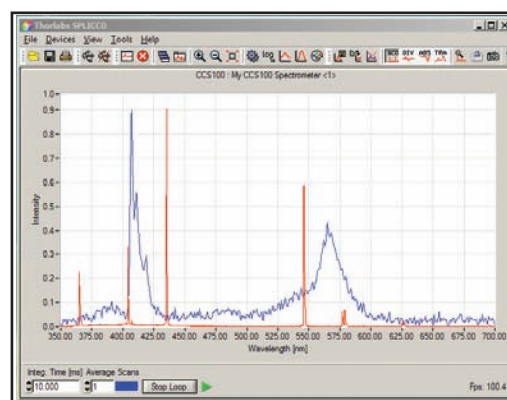 Thorlabs SPLICCO
File Devices View Tools Help
CCS100 : My CCS100 Spectrometer <1>
1.0
0.9
0.8
0.7
0.6
0.5
0.4
0.3
0.2
0.1
0.0
Intensity
350.00 375.00 400.00 425.00 450.00 475.00 500.00 525.00 550.00 575.00 600.00 625.00 650.00 675.00 700.00
Wavelength [nm]
Integ. Time [ms] Average Scans
10.000 1 Stop Loop Fps: 100.4